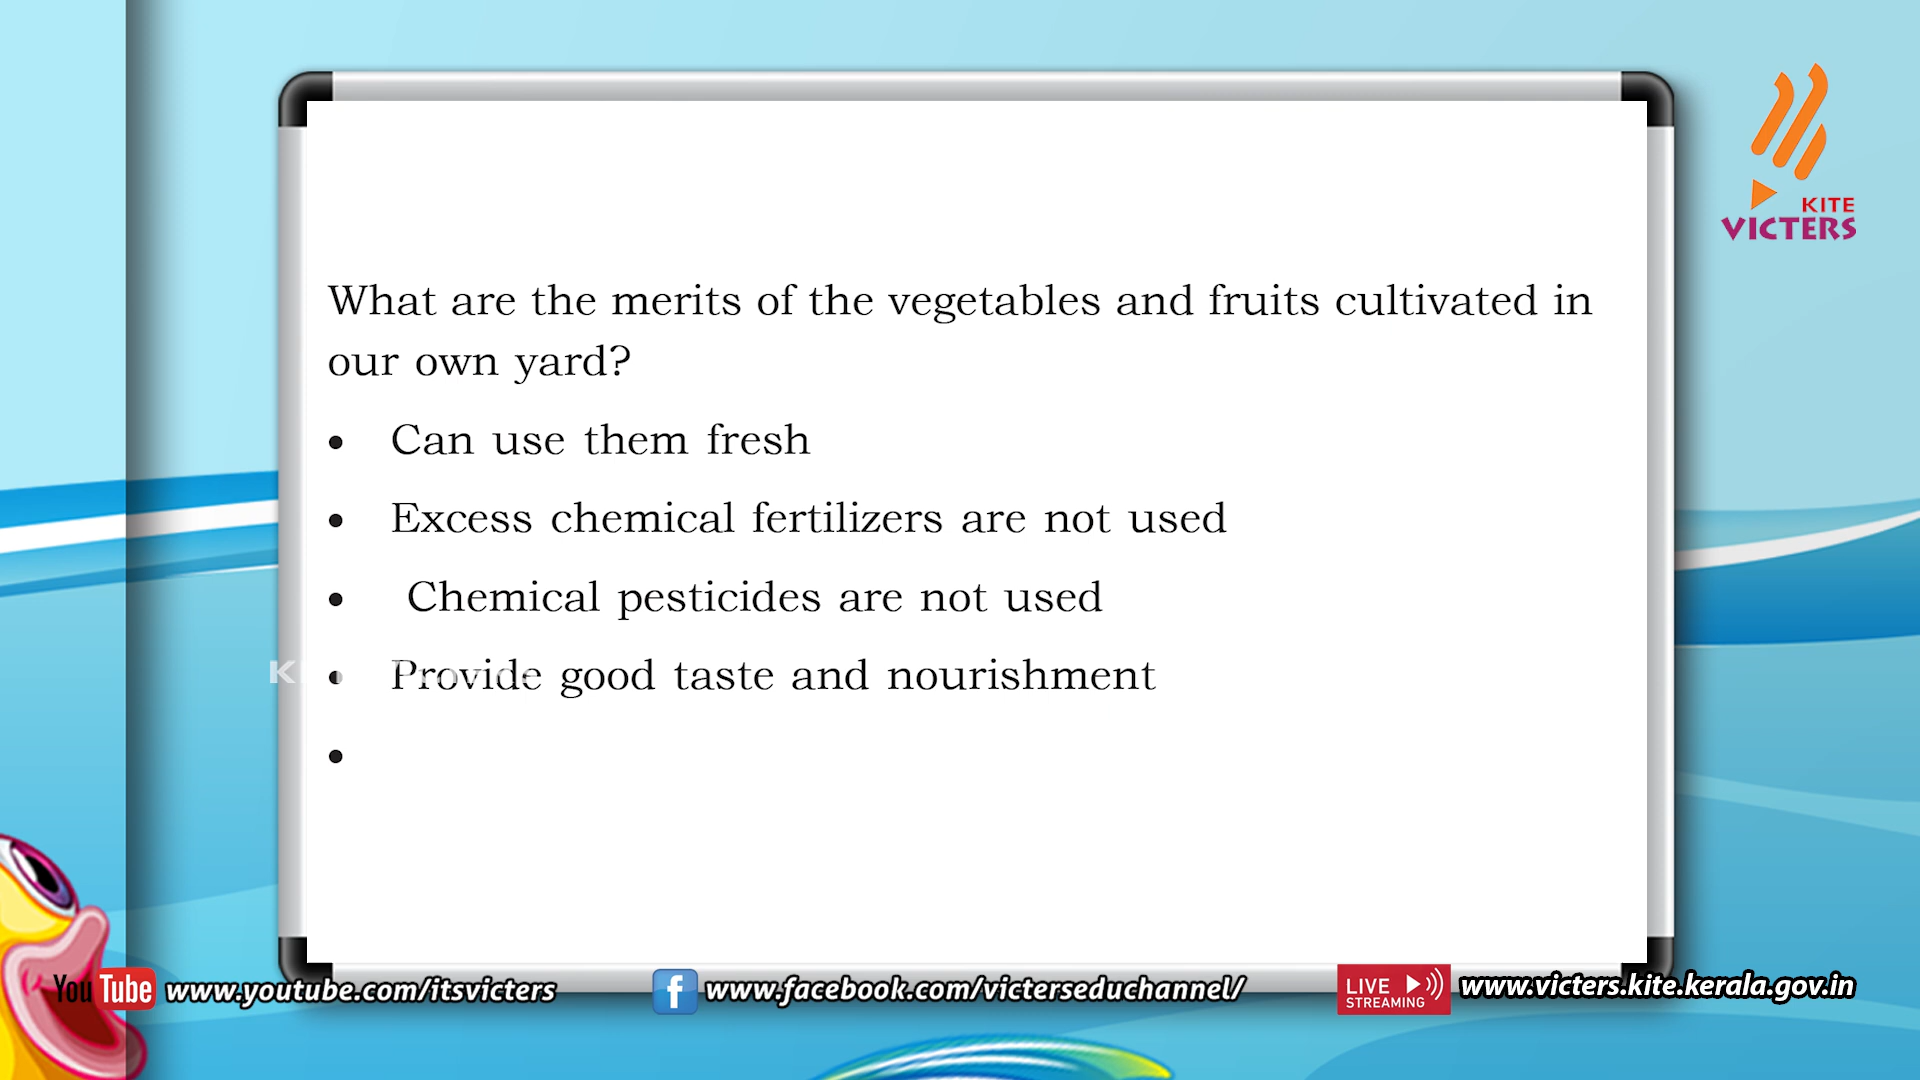 KITE
VICTERS
What are the merits of the vegetables and fruits cultivated in
our own yard?
• Can use them fresh
• Excess chemical fertilizers are not used
• Chemical pesticides are not used
• Provide good taste and nourishment
•
YouTube www.youtube.com/itsvicters
f www.facebook.com/victerseduchannel/
LIVE STREAMING www.victers.kite.kerala.gov.in